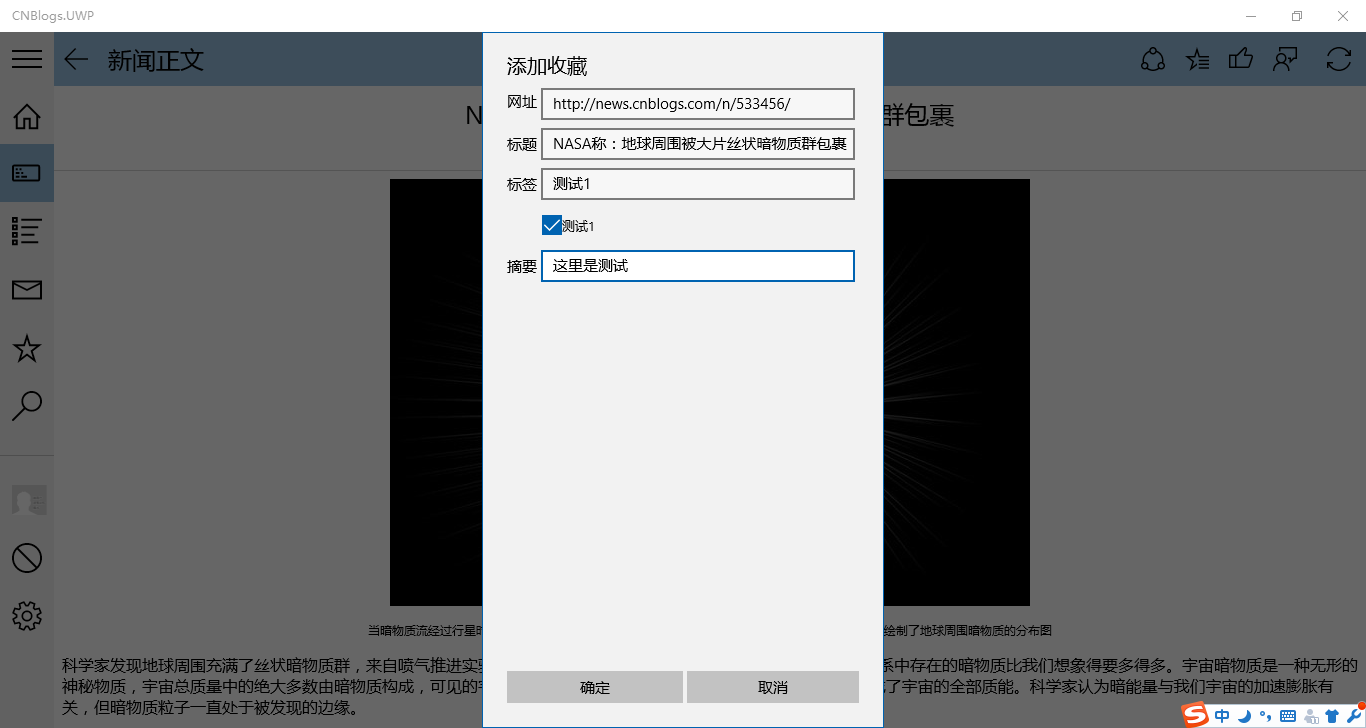 CNBlogs.UWP
新闻正文
添加收藏
网址 http://news.cnblogs.com/n/533456/
群包裹
标题 NASA称：地球周围被大片丝状暗物质群包裹
标签 测试1
测试1
摘要 这里是测试
当暗物质流经过行星 绘制了地球周围暗物质的分布图
科学家发现地球周围充满了丝状暗物质群，来自喷气推进实 系中存在的暗物质比我们想象得要多得多。宇宙暗物质是一种无形的
神秘物质，宇宙总质量中的绝大多数由暗物质构成，可见的 了宇宙的全部质能。科学家认为暗能量与我们宇宙的加速膨胀有
关，但暗物质粒子一直处于被发现的边缘。
确定 取消
中